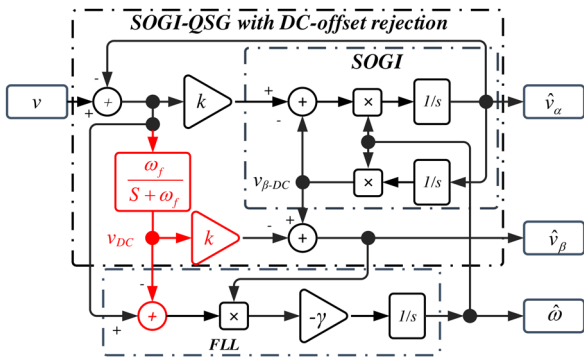 SOGI-QSG with DC-offset rejection
SOGI
v
-
+
+
k
+
-
+
×
1/s
v̂α
ωf
S + ωf
vβ-DC
×
1/s
vDC
k
-
+
+
v̂β
-
+
+
×
-γ
1/s
ω̂
FLL